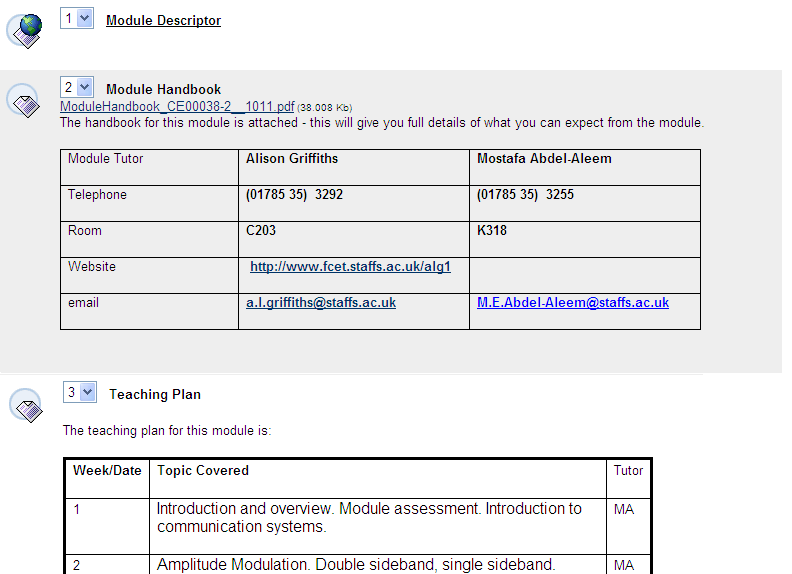 1 Module Descriptor
2 Module Handbook
ModuleHandbook_CE00038-2__1011.pdf (38.008 Kb)
The handbook for this module is attached - this will give you full details of what you can expect from the module.
Module Tutor Alison Griffiths Mostafa Abdel-Aleem
Telephone (01785 35) 3292 (01785 35) 3255
Room C203 K318
Website http://www.fcet.staffs.ac.uk/alg1
email a.l.griffiths@staffs.ac.uk M.E.Abdel-Aleem@staffs.ac.uk
3 Teaching Plan
The teaching plan for this module is:
Week/Date Topic Covered Tutor
1 Introduction and overview. Module assessment. Introduction to MA
communication systems.
2 Amplitude Modulation. Double sideband, single sideband. MA